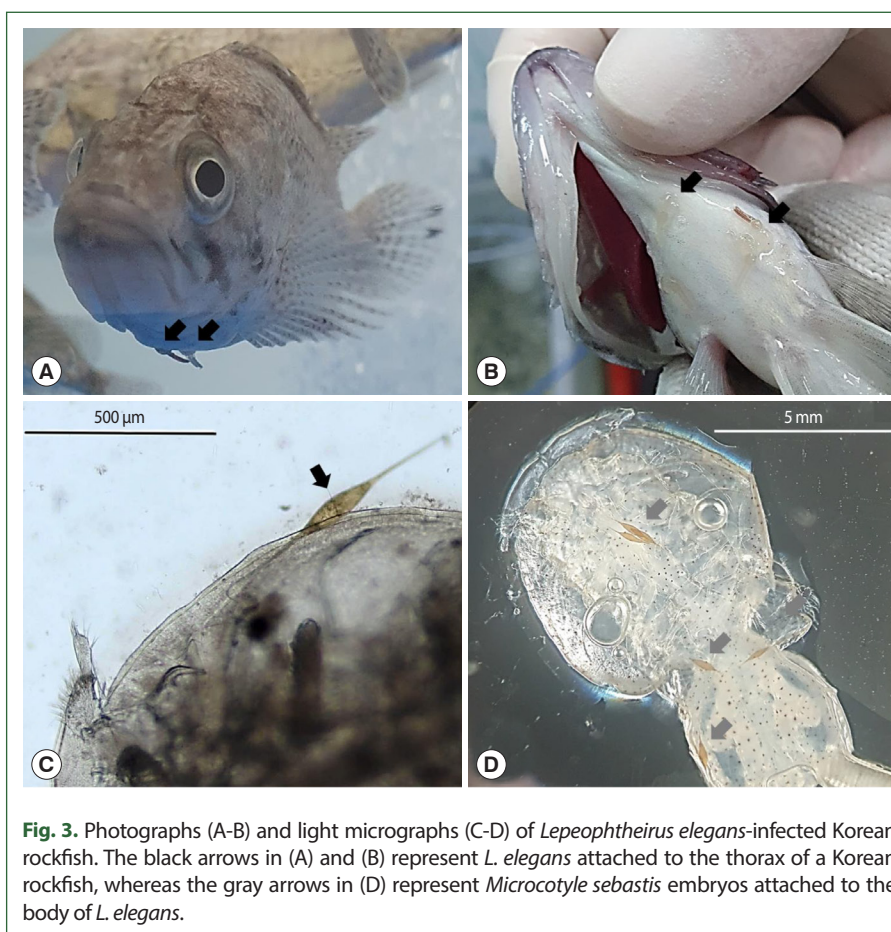 A
B
500 µm
5 mm
C
D
Fig. 3. Photographs (A-B) and light micrographs (C-D) of Lepeophtheirus elegans-infected Korean
rockfish. The black arrows in (A) and (B) represent L. elegans attached to the thorax of a Korean
rockfish, whereas the gray arrows in (D) represent Microcotyle sebastis embryos attached to the
body of L. elegans.